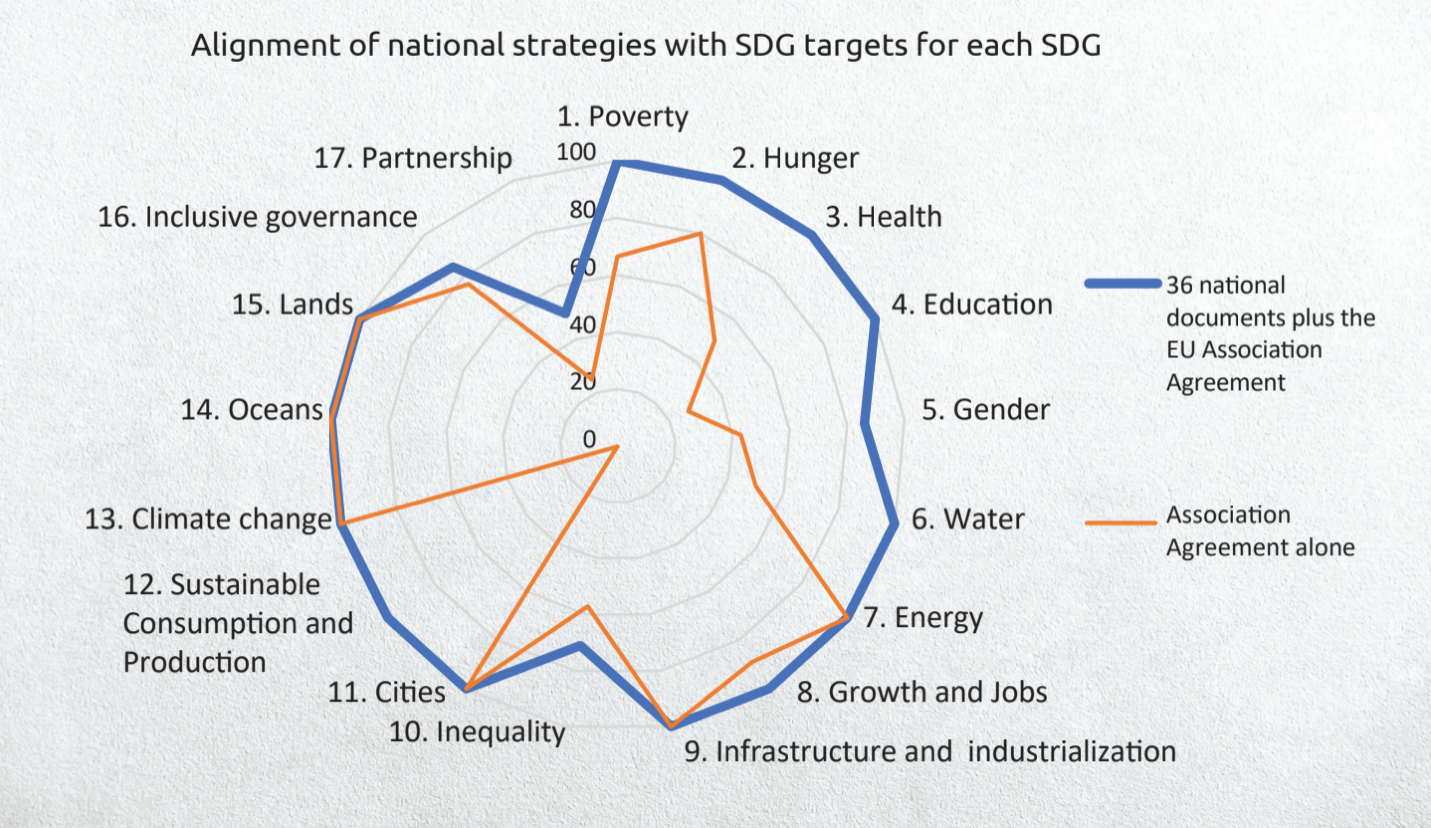 Alignment of national strategies with SDG targets for each SDG
1. Poverty
100
17. Partnership
2. Hunger
80
16. Inclusive governance
3. Health
60
15. Lands
4. Education
40
36 national
documents plus the
EU Association
Agreement
20
14. Oceans
5. Gender
0
13. Climate change
6. Water
Association
Agreement alone
12. Sustainable
Consumption and
Production
7. Energy
11. Cities
8. Growth and Jobs
10. Inequality
9. Infrastructure and industrialization